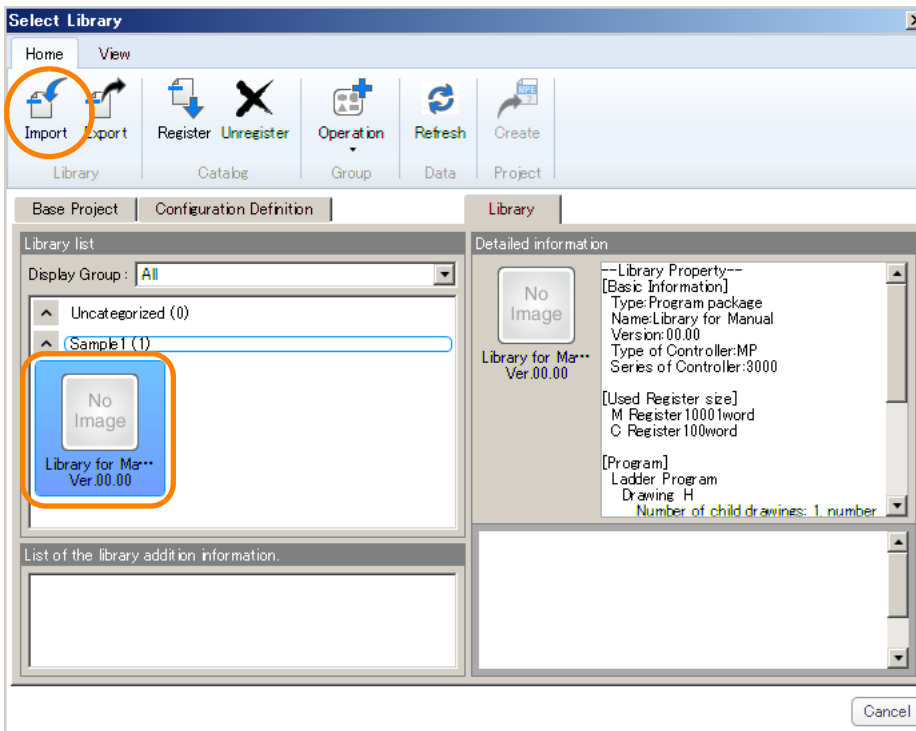 Select Library
Home View
Import Export Register Unregister Operation Refresh Create
Library Catalog Group Data Project
Base Project Configuration Definition Library
Library list
Display Group : All
Uncategorized (0)
Sample1 (1)
No
Image
Library for Ma···
Ver.00.00
Detailed information
No
Image
Library for Ma···
Ver.00.00
--Library Property--
[Basic Information]
Type:Program package
Name:Library for Manual
Version:00.00
Type of Controller:MP
Series of Controller:3000
[Used Register size]
M Register10001word
C Register100word
[Program]
Ladder Program
Drawing H
Number of child drawings: 1, number
List of the library addition information.
Cancel